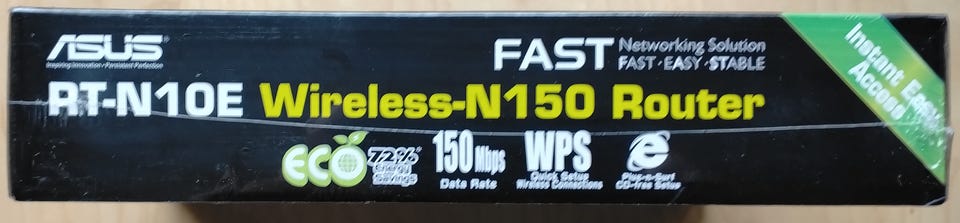 ASUS
Inspiring Innovation · Persistent Perfection
FAST Networking Solution
FAST · EASY · STABLE
Instant Easy
Access
RT-N10E Wireless-N150 Router
ECO 72%* Energy Savings
150 Mbps
Data Rate
WPS
Quick Setup
Wireless Connections
Plug-n-Surf
CD-free Setup